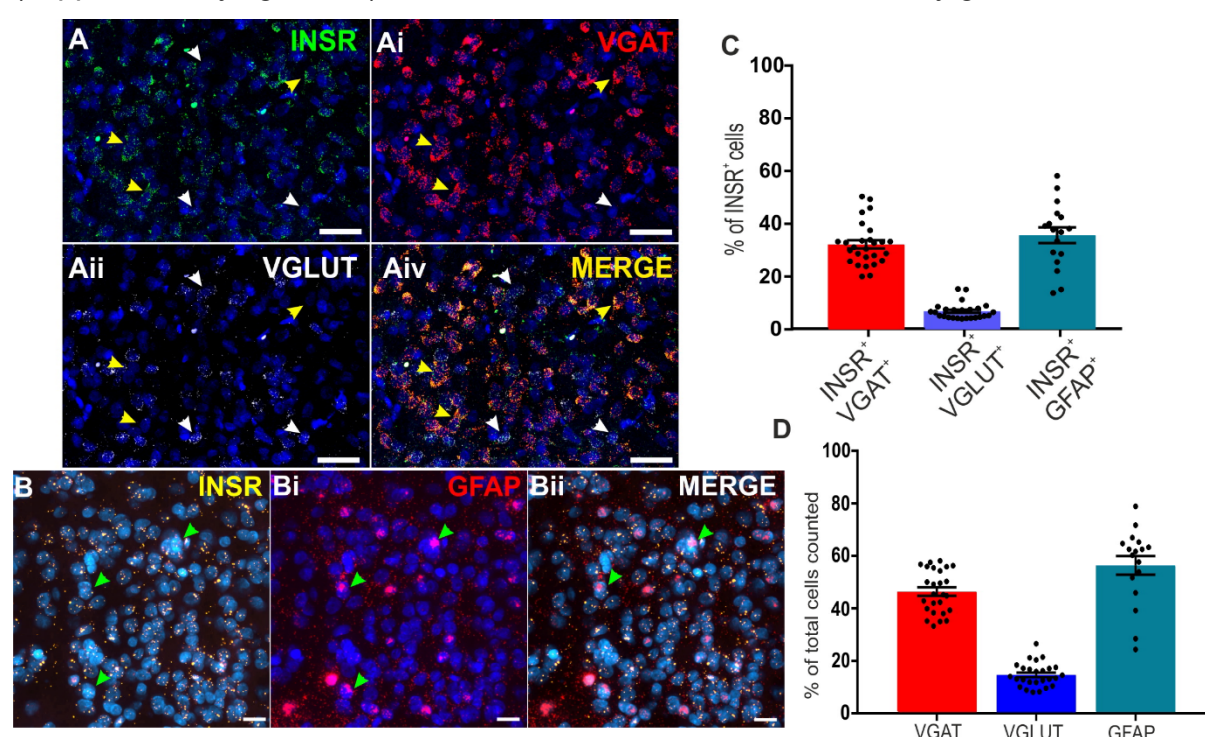 A INSR
Ai VGAT
Aii VGLUT
Aiv MERGE
B INSR
Bi GFAP
Bii MERGE
C
% of INSR⁺ cells
100
80
60
40
20
0
INSR⁺
VGAT⁺
INSR⁺
VGLUT⁺
INSR⁺
GFAP⁺
D
% of total cells counted
100
80
60
40
20
0
VGAT VGLUT GFAP